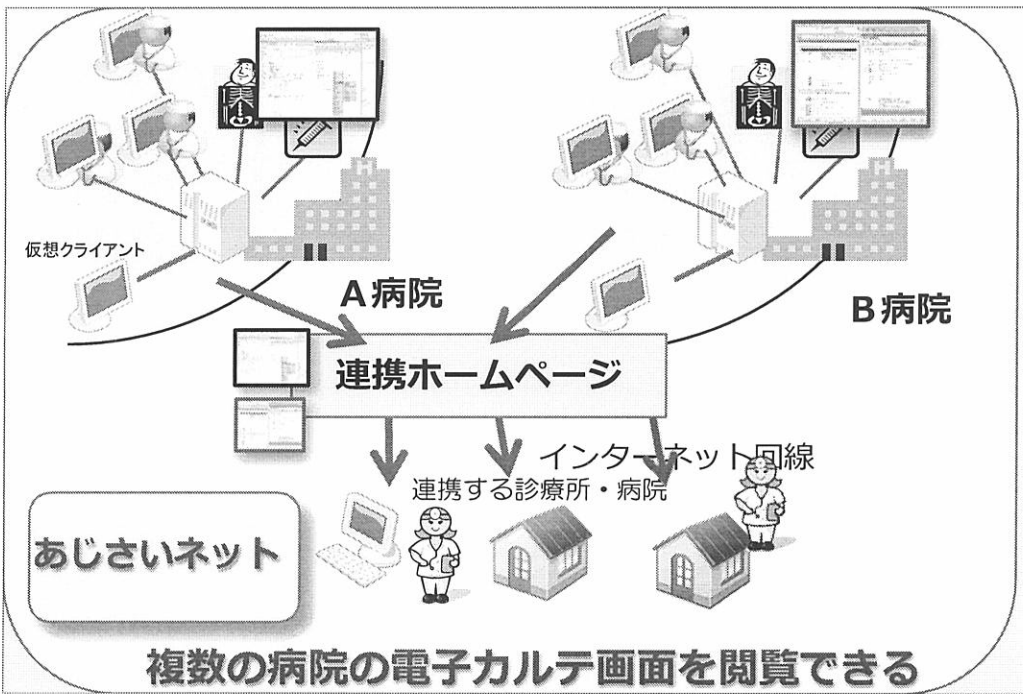 仮想クライアント
A病院
B病院
連携ホームページ
インターネット回線
連携する診療所・病院
あじさいネット
複数の病院の電子カルテ画面を閲覧できる